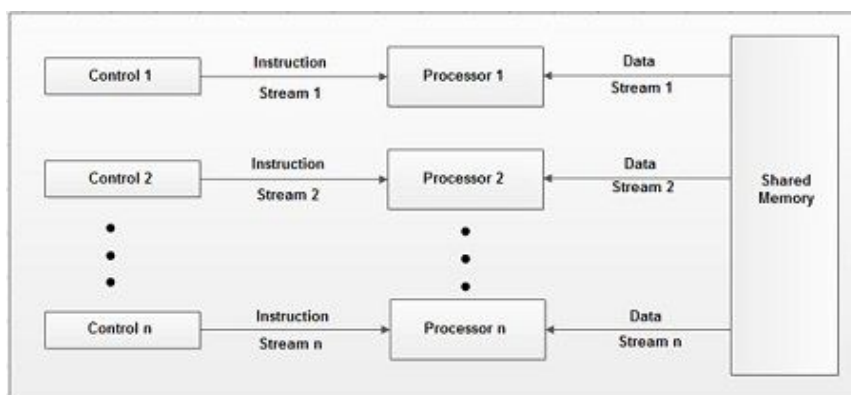 Control 1
Instruction
Stream 1
Processor 1
Data
Stream 1
Control 2
Instruction
Stream 2
Processor 2
Data
Stream 2
Shared
Memory
Control n
Instruction
Stream n
Processor n
Data
Stream n